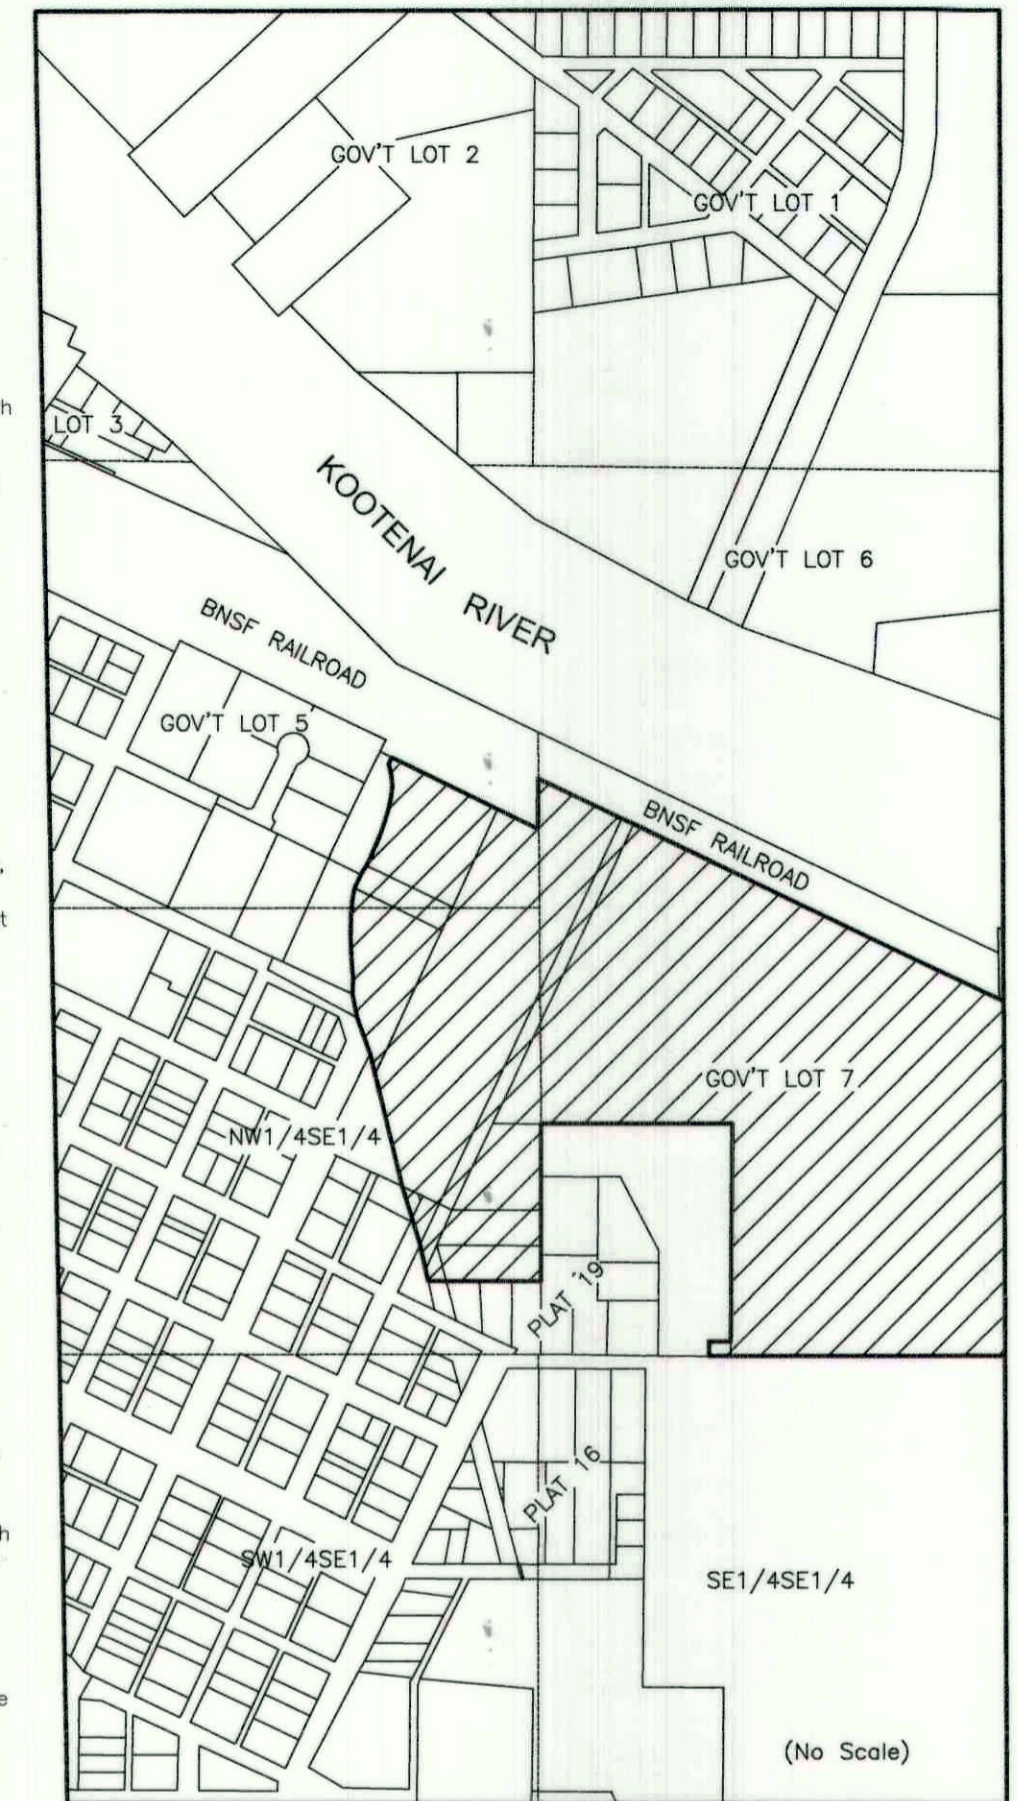 GOV'T LOT 2
GOV'T LOT 1
h
LOT 3
KOOTENAI RIVER
GOV'T LOT 6
BNSF RAILROAD
GOV'T LOT 5
BNSF RAILROAD
,
t
GOV'T LOT 7
NW1/4SE1/4
PLAT 19
PLAT 16
h
SW1/4SE1/4
SE1/4SE1/4
e
(No Scale)